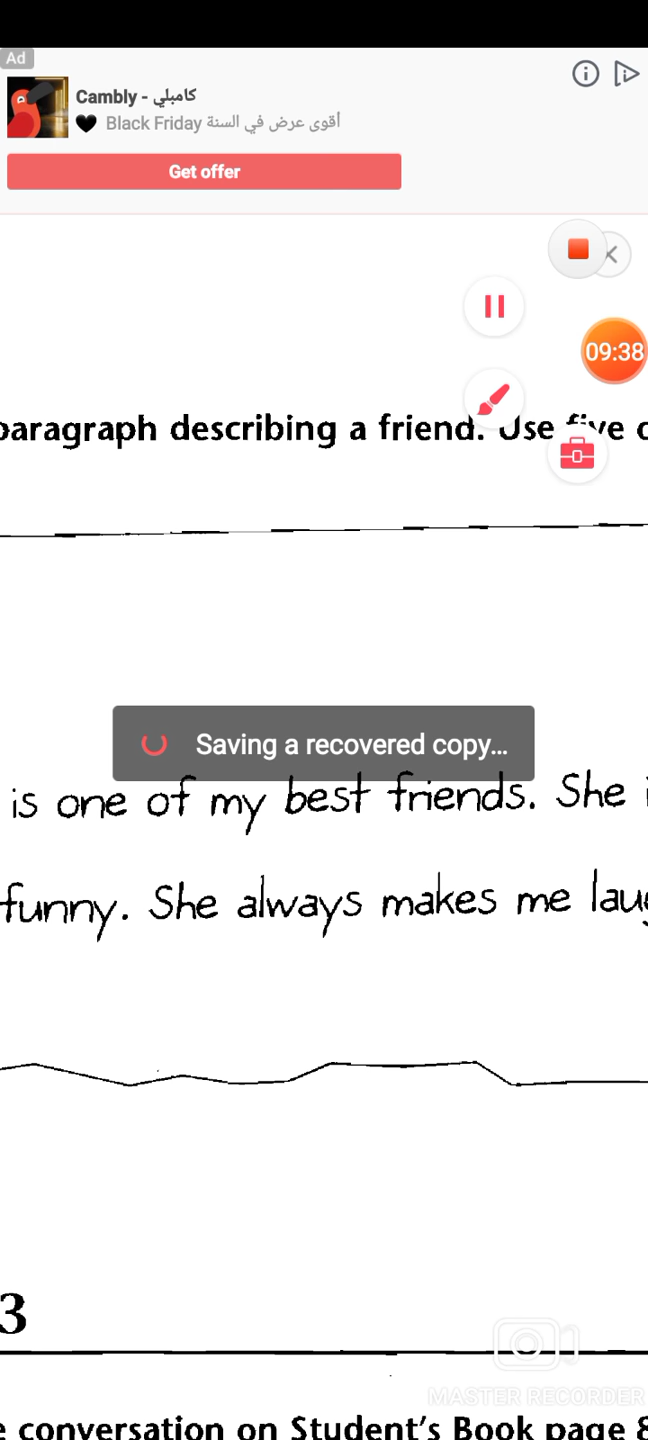 Ad
Cambly - كامبلي
🖤 Black Friday أقوى عرض في السنة
Get offer
09:38
paragraph describing a friend. Use five
Saving a recovered copy...
is one of my best friends. She
funny. She always makes me
3
MASTER RECORDER
conversation on Student's Book page